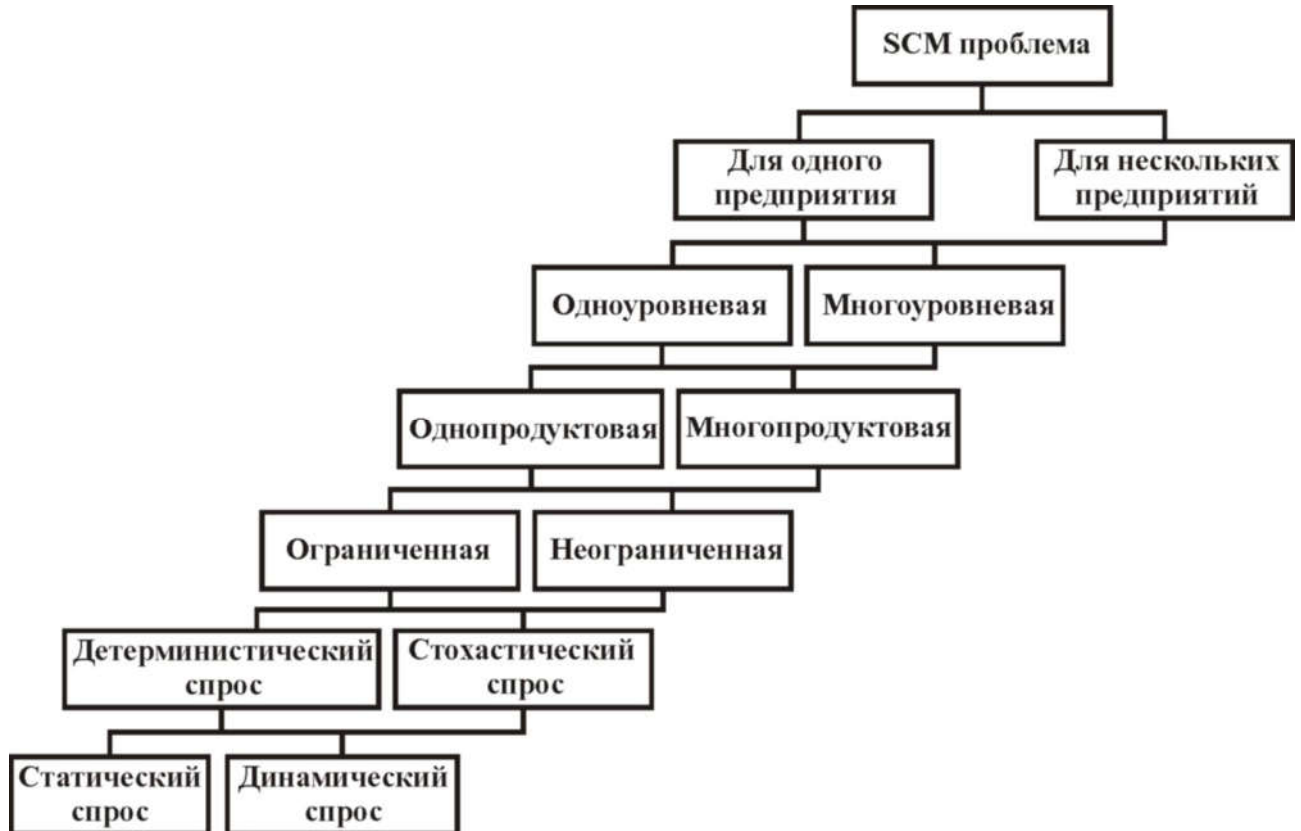 SCM проблема
Для одного
предприятия
Для нескольких
предприятий
Одноуровневая
Многоуровневая
Однопродуктовая
Многопродуктовая
Ограниченная
Неограниченная
Детерминистический
спрос
Стохастический
спрос
Статический
спрос
Динамический
спрос